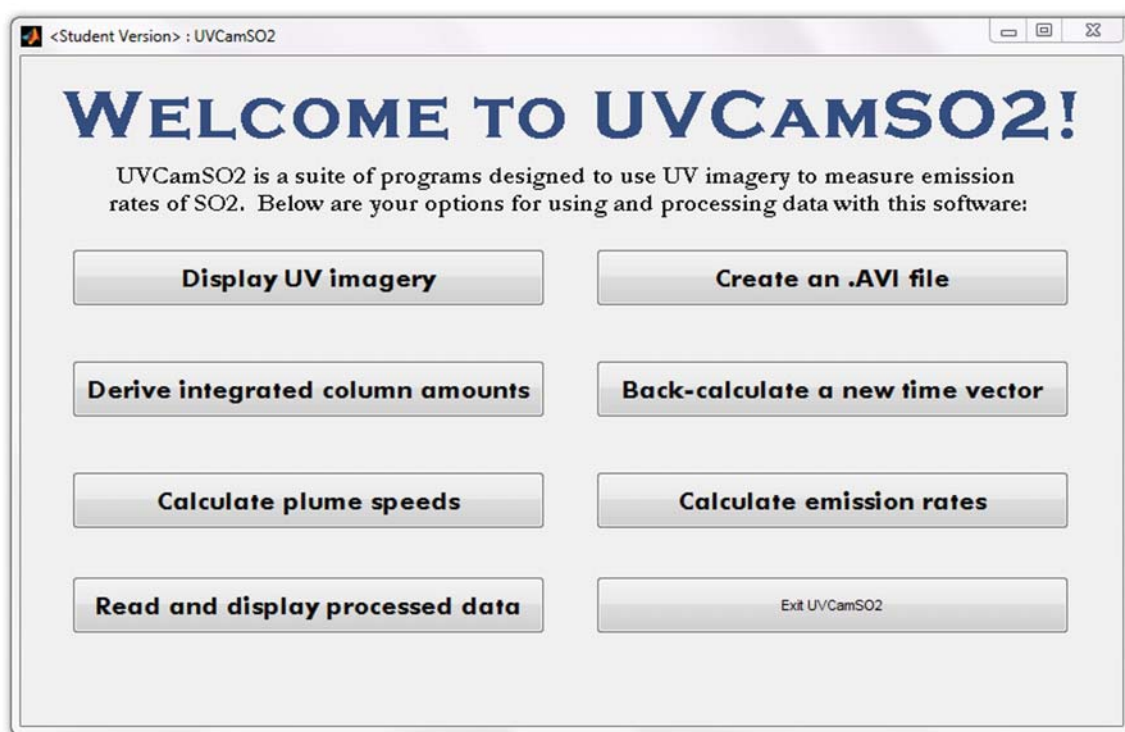 <Student Version> : UVCamSO2
WELCOME TO UVCAMSO2!
UVCamSO2 is a suite of programs designed to use UV imagery to measure emission
rates of SO2.  Below are your options for using and processing data with this software:
Display UV imagery
Create an .AVI file
Derive integrated column amounts
Back-calculate a new time vector
Calculate plume speeds
Calculate emission rates
Read and display processed data
Exit UVCamSO2